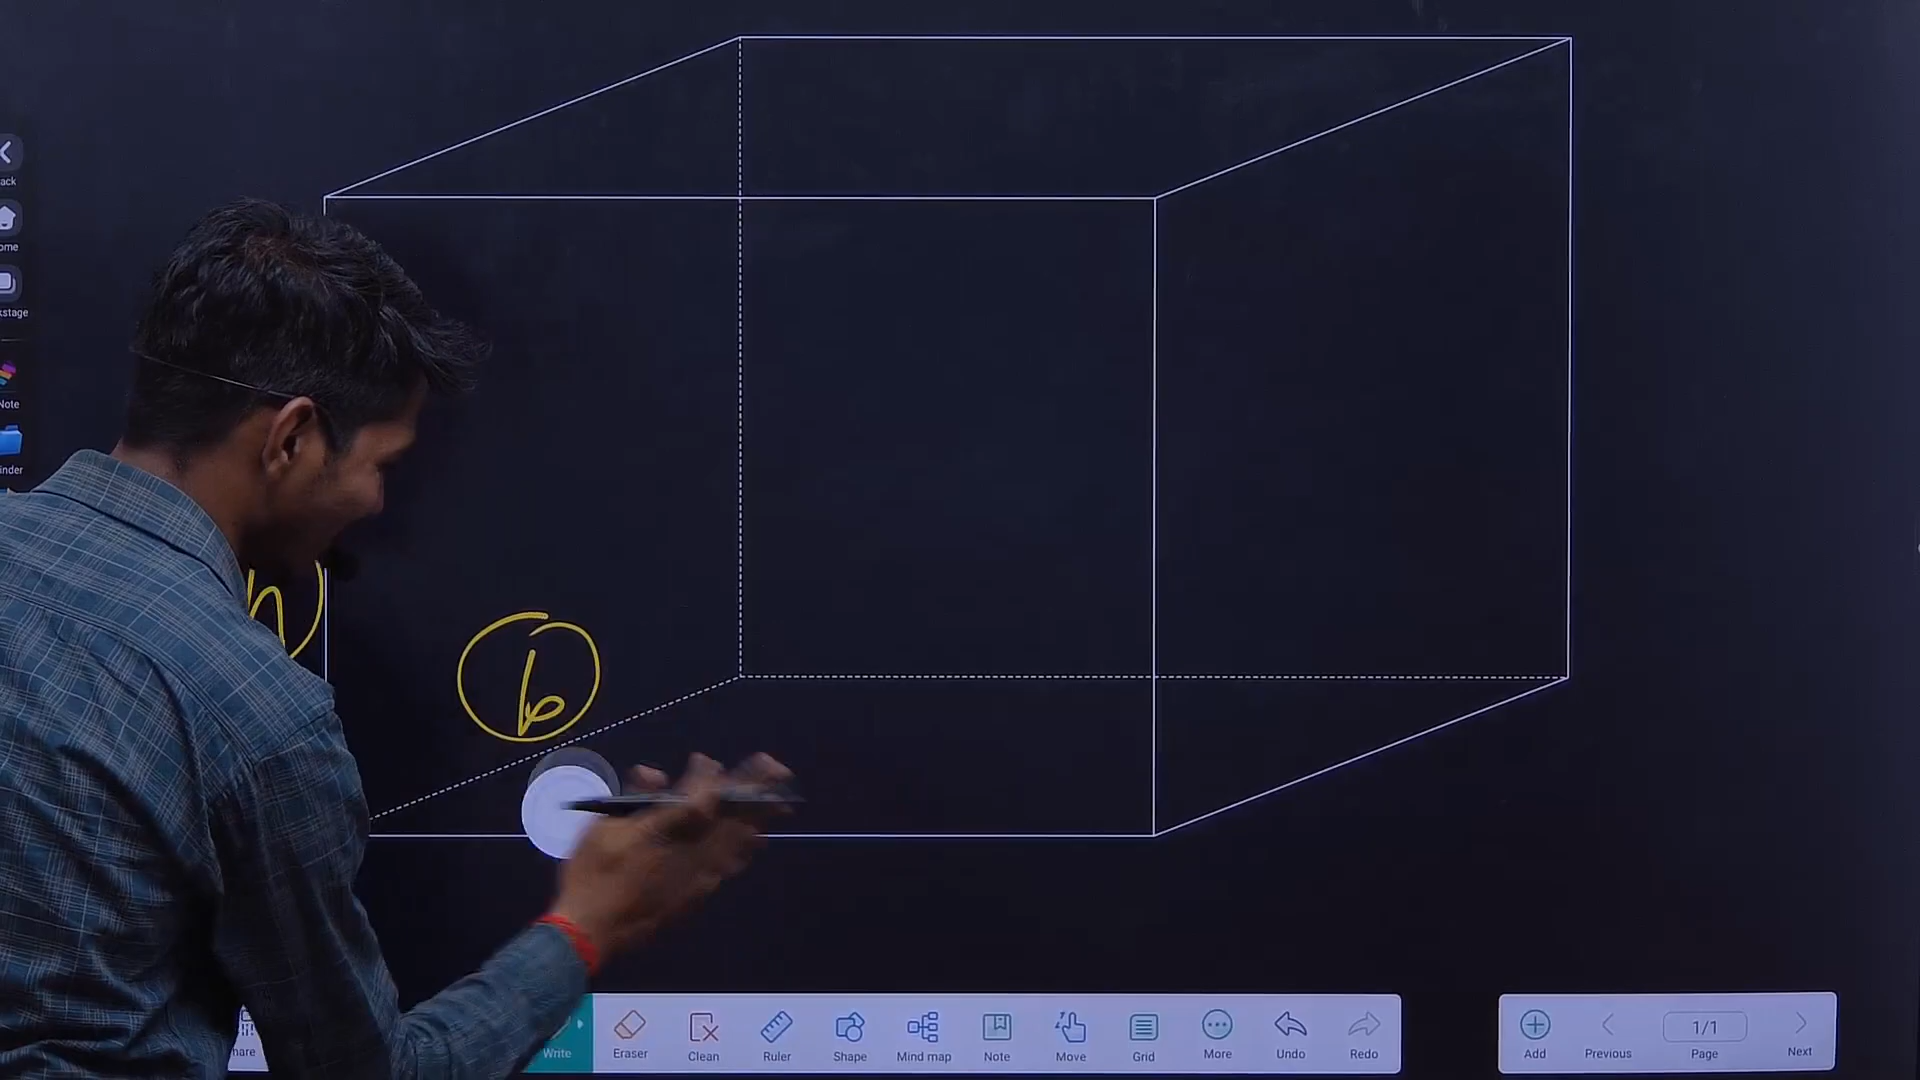 ack
ome
kstage
Note
inder
h
b
hare
Write
Eraser
Clean
Ruler
Shape
Mind map
Note
Move
Grid
More
Undo
Redo
Add
Previous
1/1
Page
Next